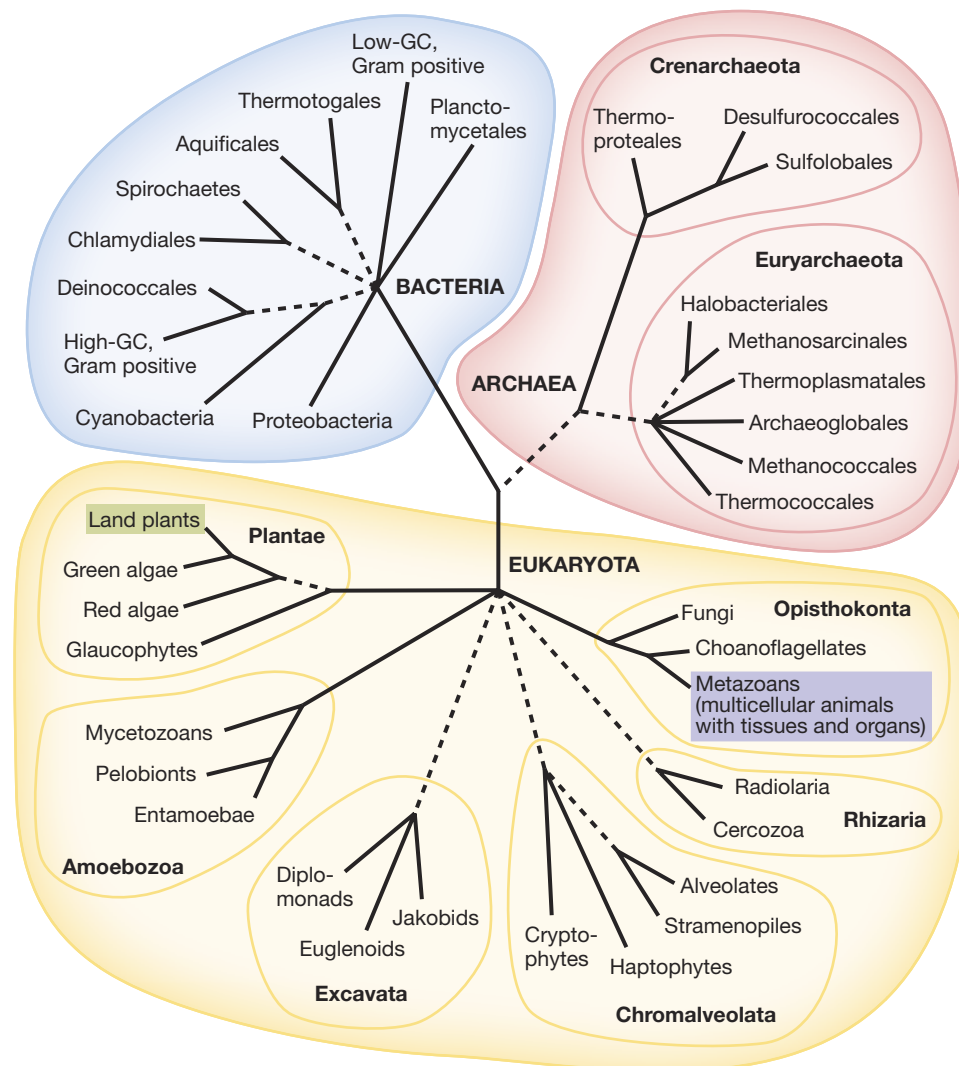 Low-GC,
Gram positive
Thermotogales
Plancto-
mycetales
Aquificales
Spirochaetes
Chlamydiales
Deinococcales
High-GC,
Gram positive
Cyanobacteria
Proteobacteria
BACTERIA
Crenarchaeota
Thermo-
proteales
Desulfurococcales
Sulfolobales
Euryarchaeota
Halobacteriales
Methanosarcinales
Thermoplasmatales
Archaeoglobales
Methanococcales
Thermococcales
ARCHAEA
EUKARYOTA
Land plants
Plantae
Green algae
Red algae
Glaucophytes
Opisthokonta
Fungi
Choanoflagellates
Metazoans
(multicellular animals
with tissues and organs)
Mycetozoans
Pelobionts
Entamoebae
Amoebozoa
Radiolaria
Cercozoa
Rhizaria
Diplo-
monads
Jakobids
Euglenoids
Excavata
Alveolates
Stramenopiles
Crypto-
phytes
Haptophytes
Chromalveolata